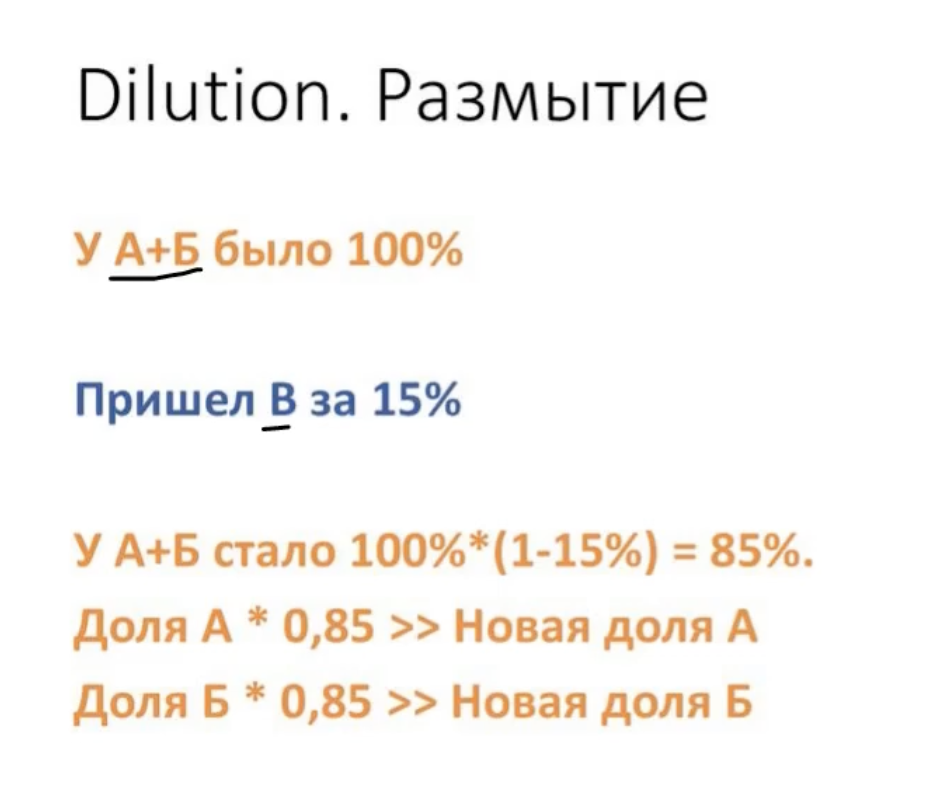 Dilution. Размытие
У А+Б было 100%
Пришел В за 15%
У А+Б стало 100%*(1-15%) = 85%.
Доля А * 0,85 >> Новая доля А
Доля Б * 0,85 >> Новая доля Б